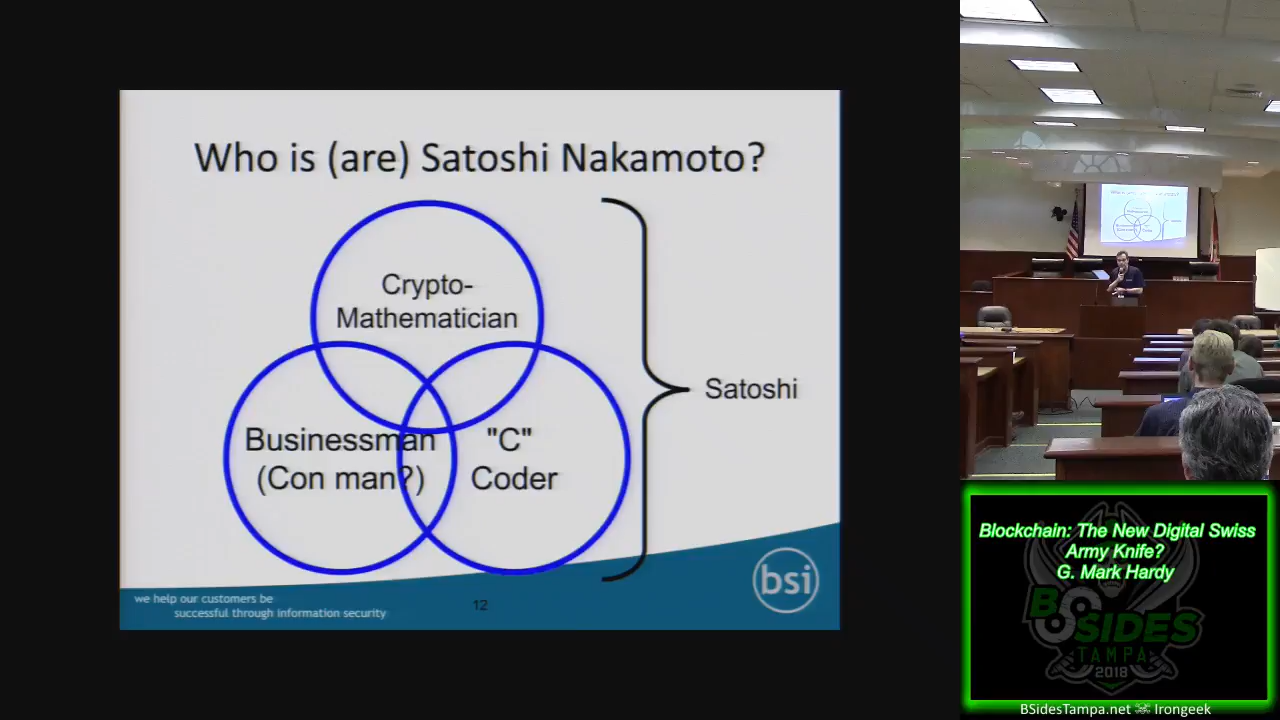 Who is (are) Satoshi Nakamoto?
Crypto-
Mathematician
Businessman
(Con man?)
"C"
Coder
Satoshi
we help our customers be
successful through information security
12
bsi
Blockchain: The New Digital Swiss
Army Knife?
G. Mark Hardy
B SIDES
TAMPA
2018
BSidesTampa.net
Irongeek